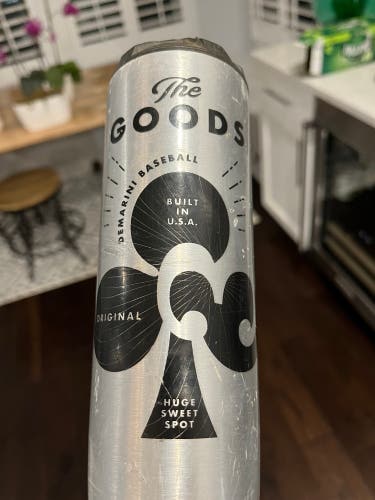 The
GOODS
DEMARINI BASEBALL
BUILT
IN
U.S.A.
ORIGINAL
HUGE
SWEET
SPOT